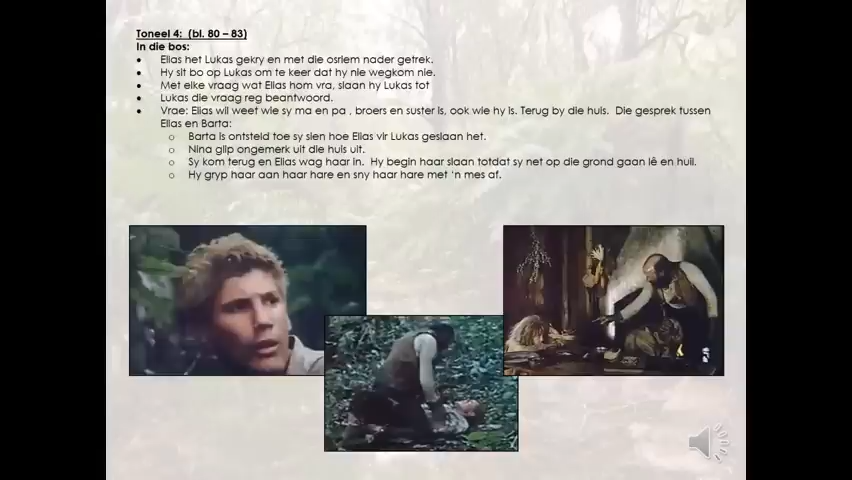 Toneel 4: (bl. 80 – 83)
In die bos:
• Elias het Lukas gekry en met die osriem nader getrek.
• Hy sit bo op Lukas om te keer dat hy nie wegkom nie.
• Met elke vraag wat Elias hom vra, slaan hy Lukas tot
• Lukas die vraag reg beantwoord.
• Vrae: Elias wil weet wie sy ma en pa , broers en suster is, ook wie hy is. Terug by die huis. Die gesprek tussen
Elias en Barta:
o Barta is ontsteld toe sy sien hoe Elias vir Lukas geslaan het.
o Nina glip ongemerk uit die huis uit.
o Sy kom terug en Elias wag haar in. Hy begin haar slaan totdat sy net op die grond gaan lê en huil.
o Hy gryp haar aan haar hare en sny haar hare met ‘n mes af.